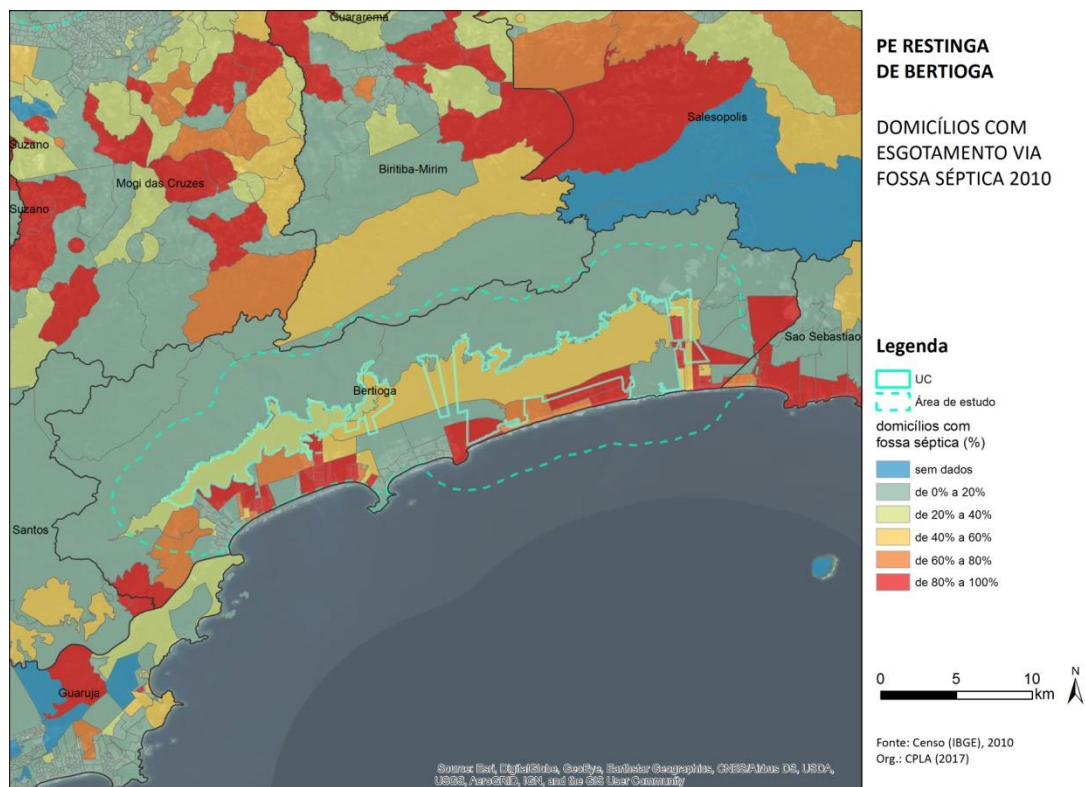 PE RESTINGA
DE BERTIOGA
DOMICÍLIOS COM
ESGOTAMENTO VIA
FOSSA SÉPTICA 2010
Guararema
Salesopolis
Suzano
Mogi das Cruzes
Biritiba-Mirim
Suzano
Sao Sebastiao
Bertioga
Santos
Guaruja
Legenda
UC
Área de estudo
domicílios com
fossa séptica (%)
sem dados
de 0% a 20%
de 20% a 40%
de 40% a 60%
de 60% a 80%
de 80% a 100%
N
0 5 10
km
Fonte: Censo (IBGE), 2010
Org.: CPLA (2017)
Source: Esri, DigitalGlobe, GeoEye, Earthstar Geographics, CNES/Airbus DS, USDA,
USGS, AeroGRID, IGN, and the GIS User Community